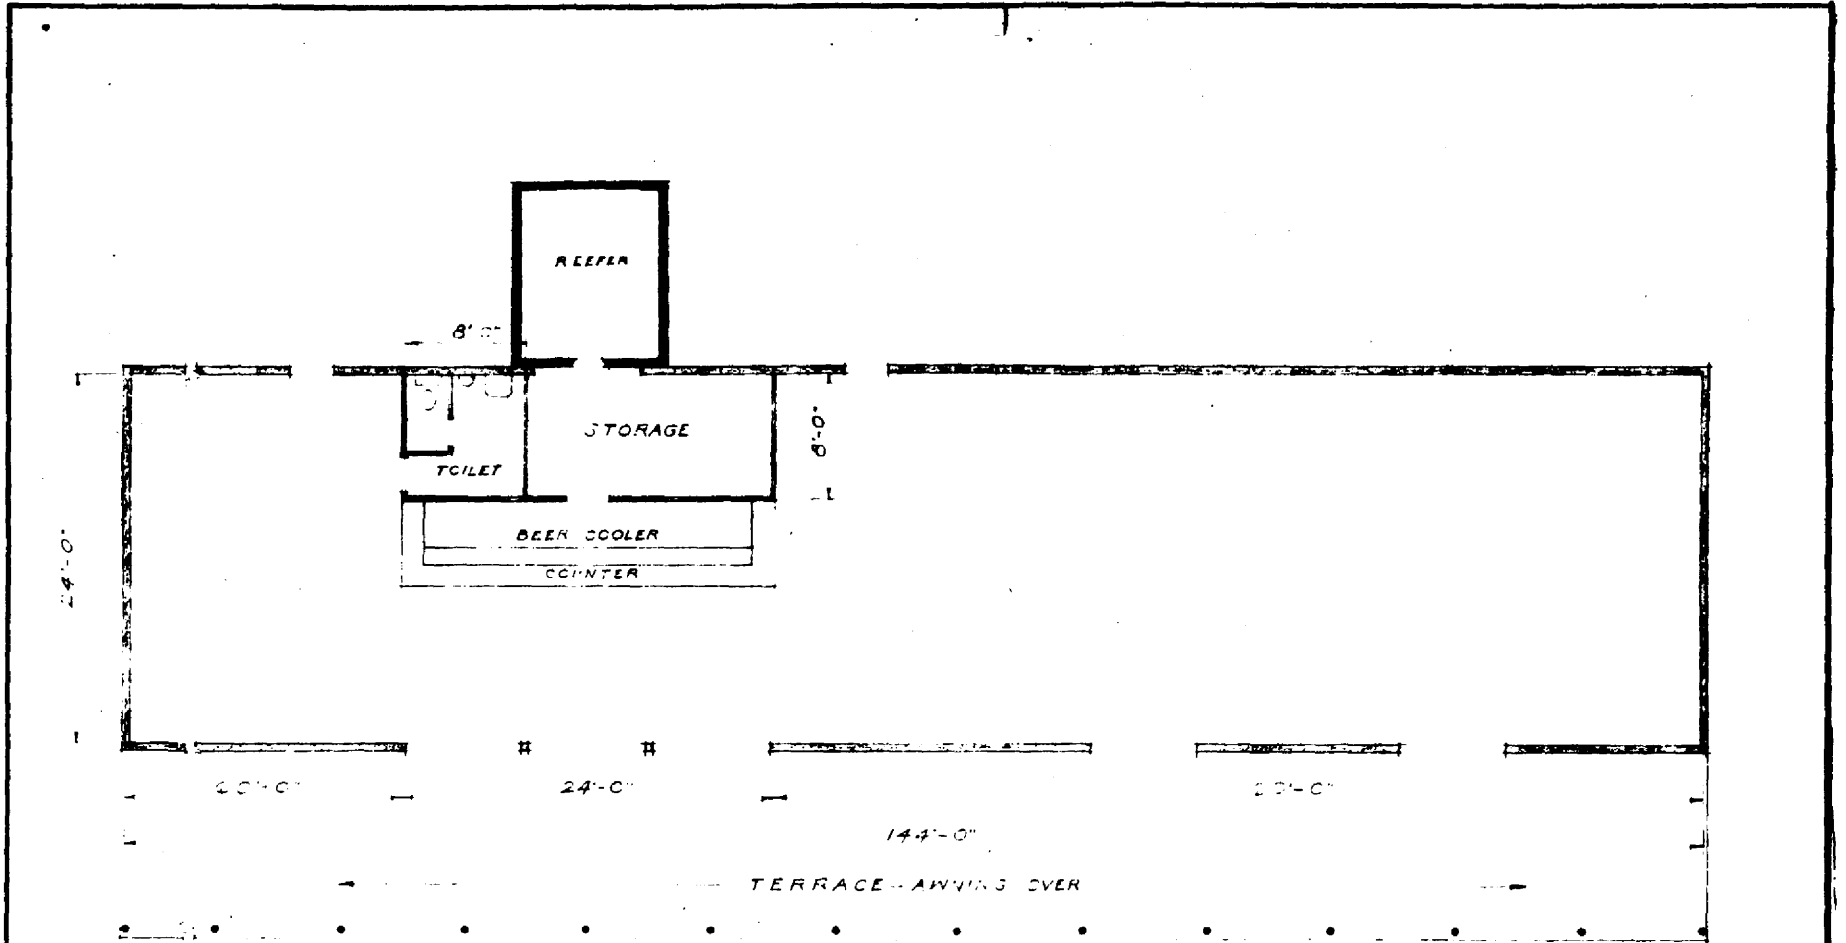 REEFER
8'-0"
STORAGE
8'-0"
TOILET
24'-0"
BEER COOLER
COUNTER
24'-0"
144'-0"
TERRACE - AWNING OVER